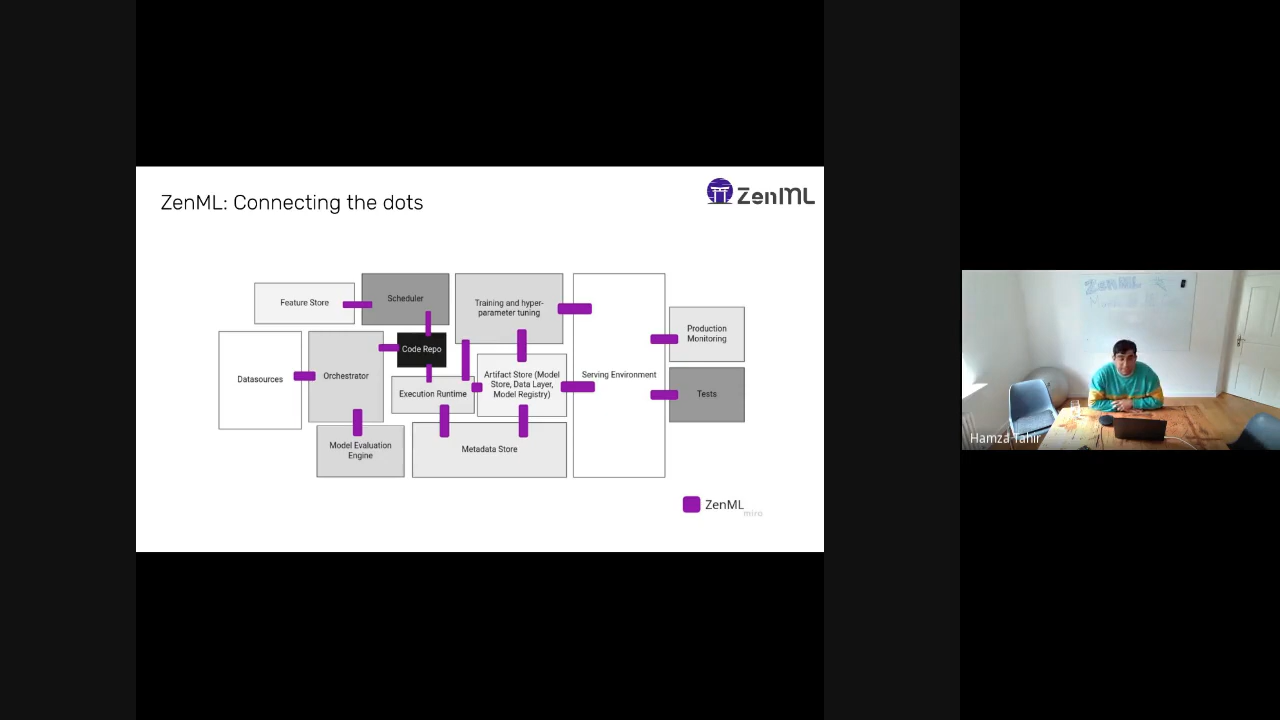 ZenML: Connecting the dots
ZenML
Feature Store
Scheduler
Training and hyper-
parameter tuning
Production
Monitoring
Code Repo
Datasources
Orchestrator
Execution Runtime
Artifact Store (Model
Store, Data Layer,
Model Registry)
Serving Environment
Tests
Model Evaluation
Engine
Metadata Store
ZenML
miro
ZenML
Hamza Tahir